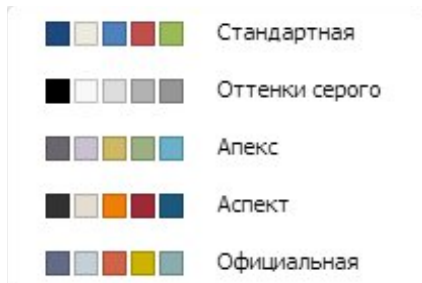 Стандартная
Оттенки серого
Апекс
Аспект
Официальная